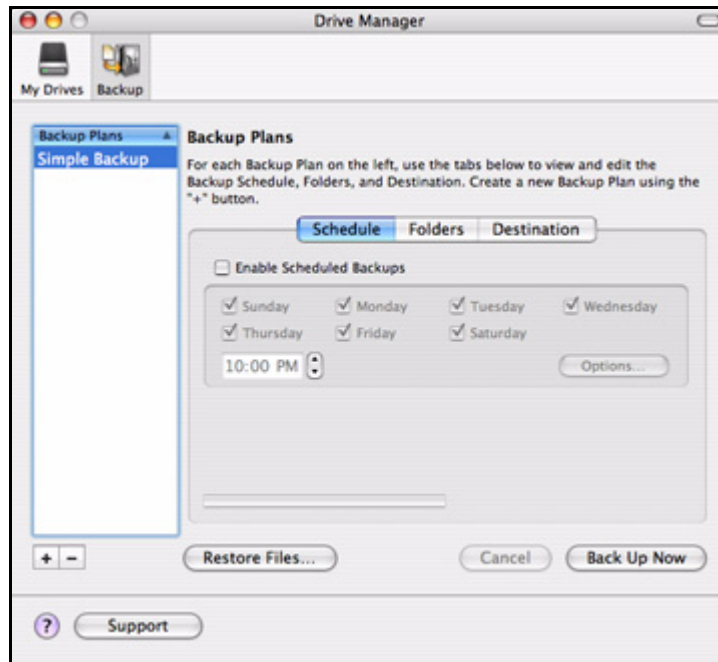 Drive Manager
My Drives Backup
Backup Plans
Simple Backup
Backup Plans
For each Backup Plan on the left, use the tabs below to view and edit the
Backup Schedule, Folders, and Destination. Create a new Backup Plan using the
"+" button.
Schedule Folders Destination
Enable Scheduled Backups
Sunday Monday Tuesday Wednesday
Thursday Friday Saturday
10:00 PM
Options...
+ −
Restore Files... Cancel Back Up Now
? Support